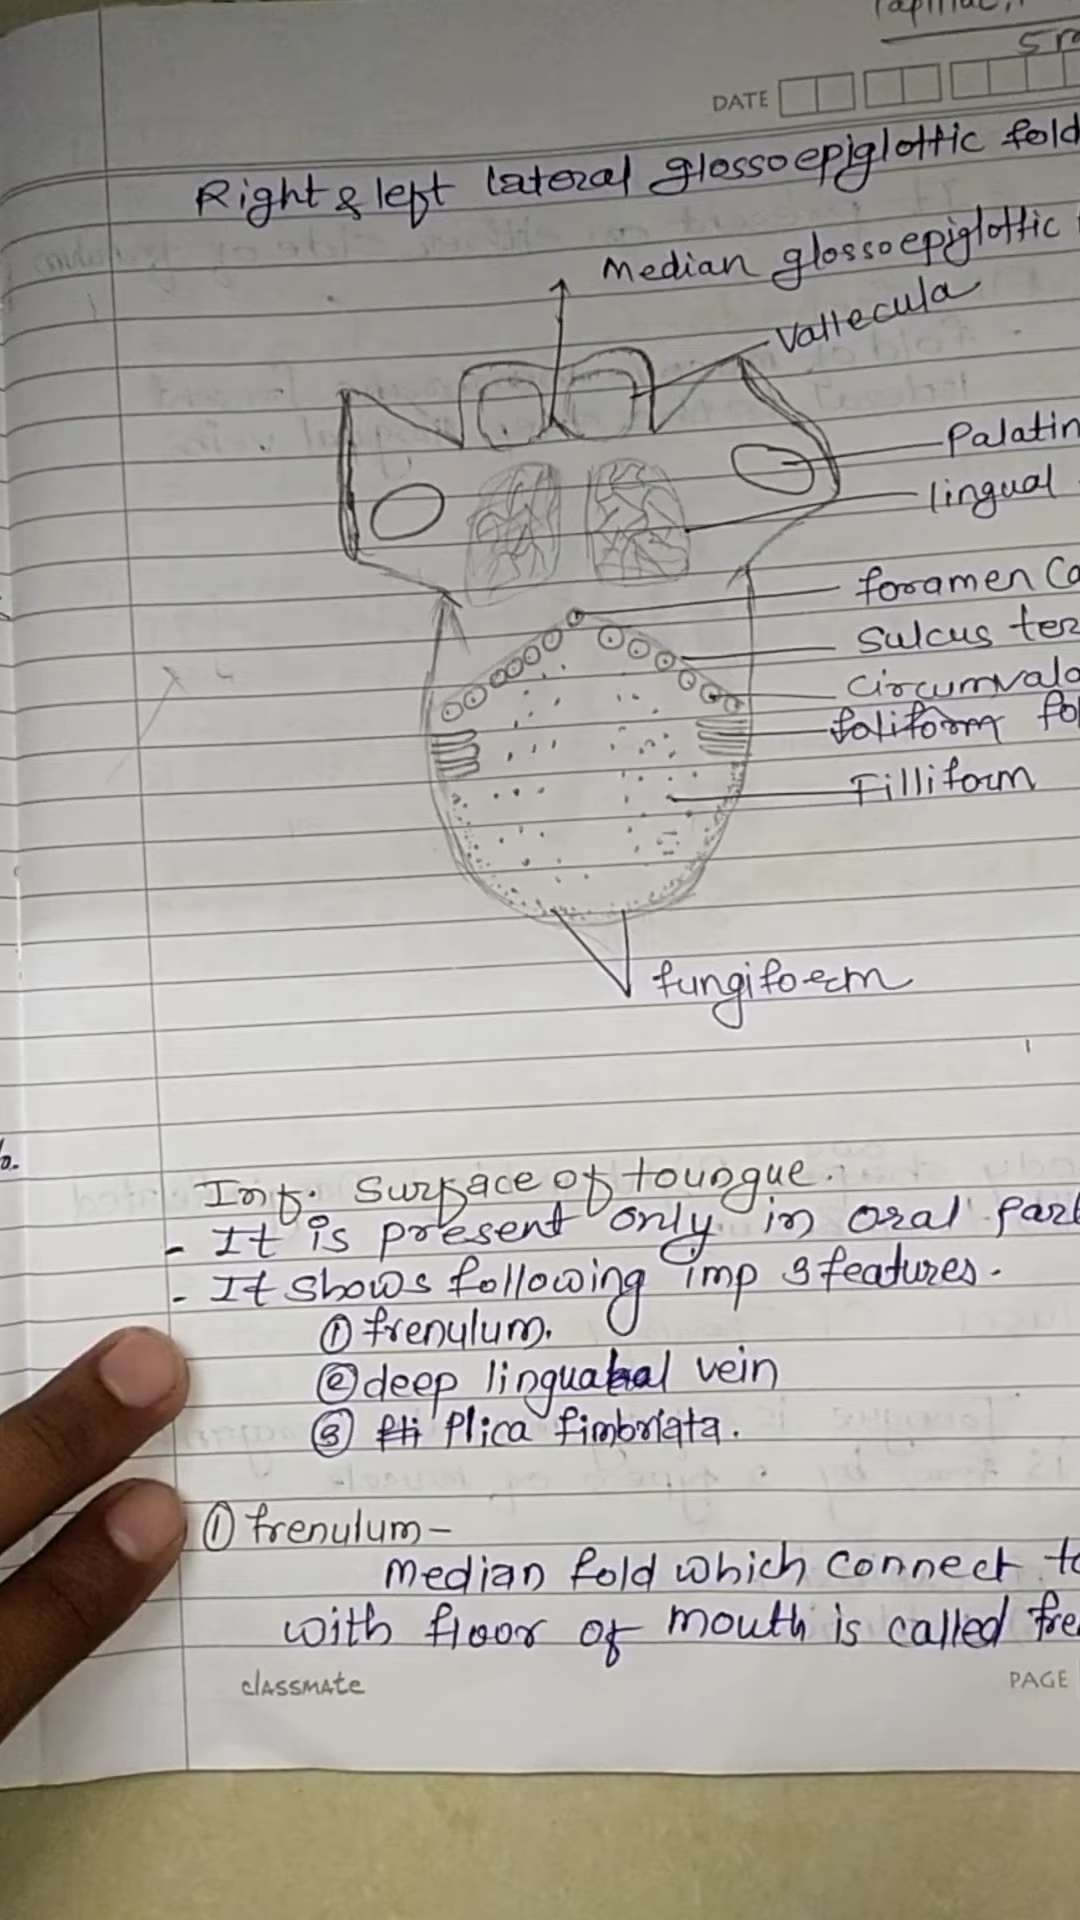 DATE
Right & left lateral glossoepiglottic fold
Median glossoepiglottic
vallecula
Palatin
lingual
foramen Ca
Sulcus ter
Circumvala
foliform fol
Filliform
fungiform
Inf. Surface of toungue.
- It is present only in oral part
- It shows following imp 3 features.
① frenulum.
② deep lingual vein
③ Plica fimbriata.
① frenulum -
Median fold which connect to
with floor of mouth is called fre
classmate
PAGE